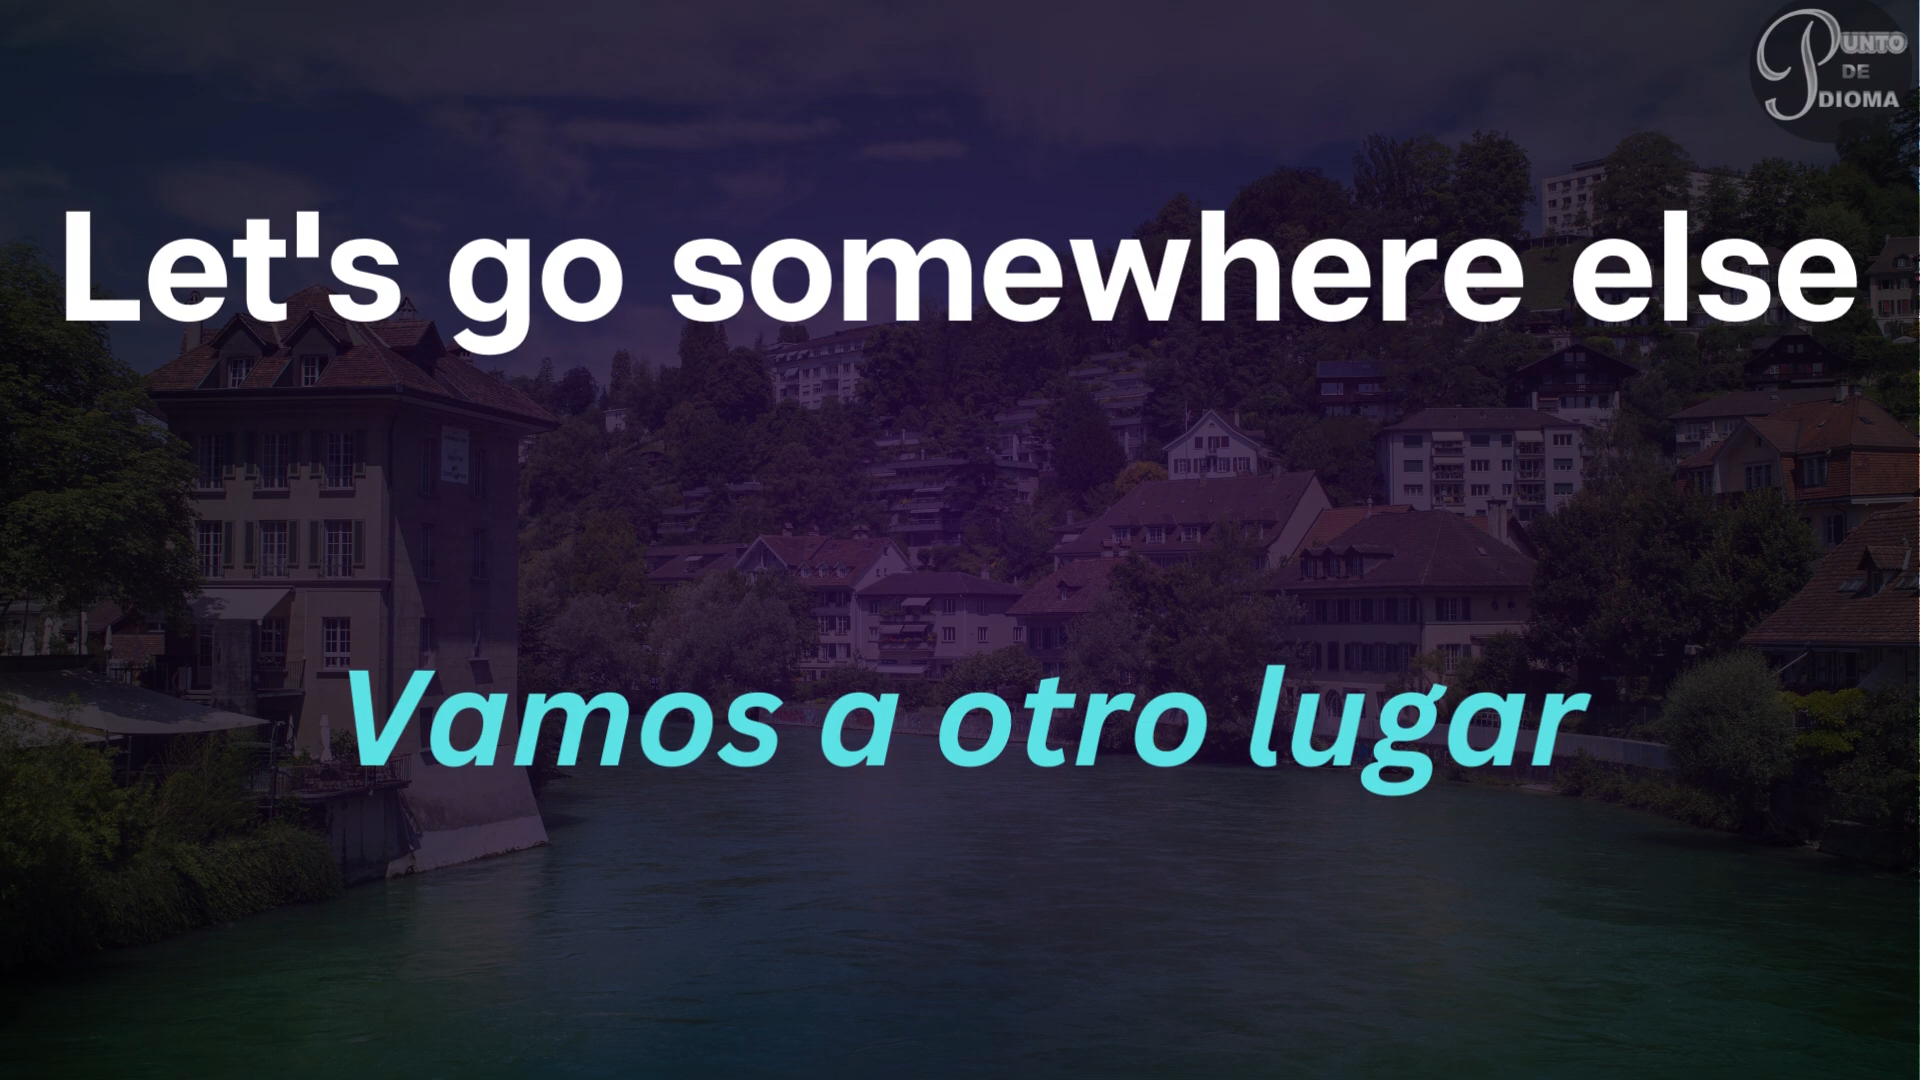 PUNTO
DE
IDIOMA
Let's go somewhere else
Vamos a otro lugar